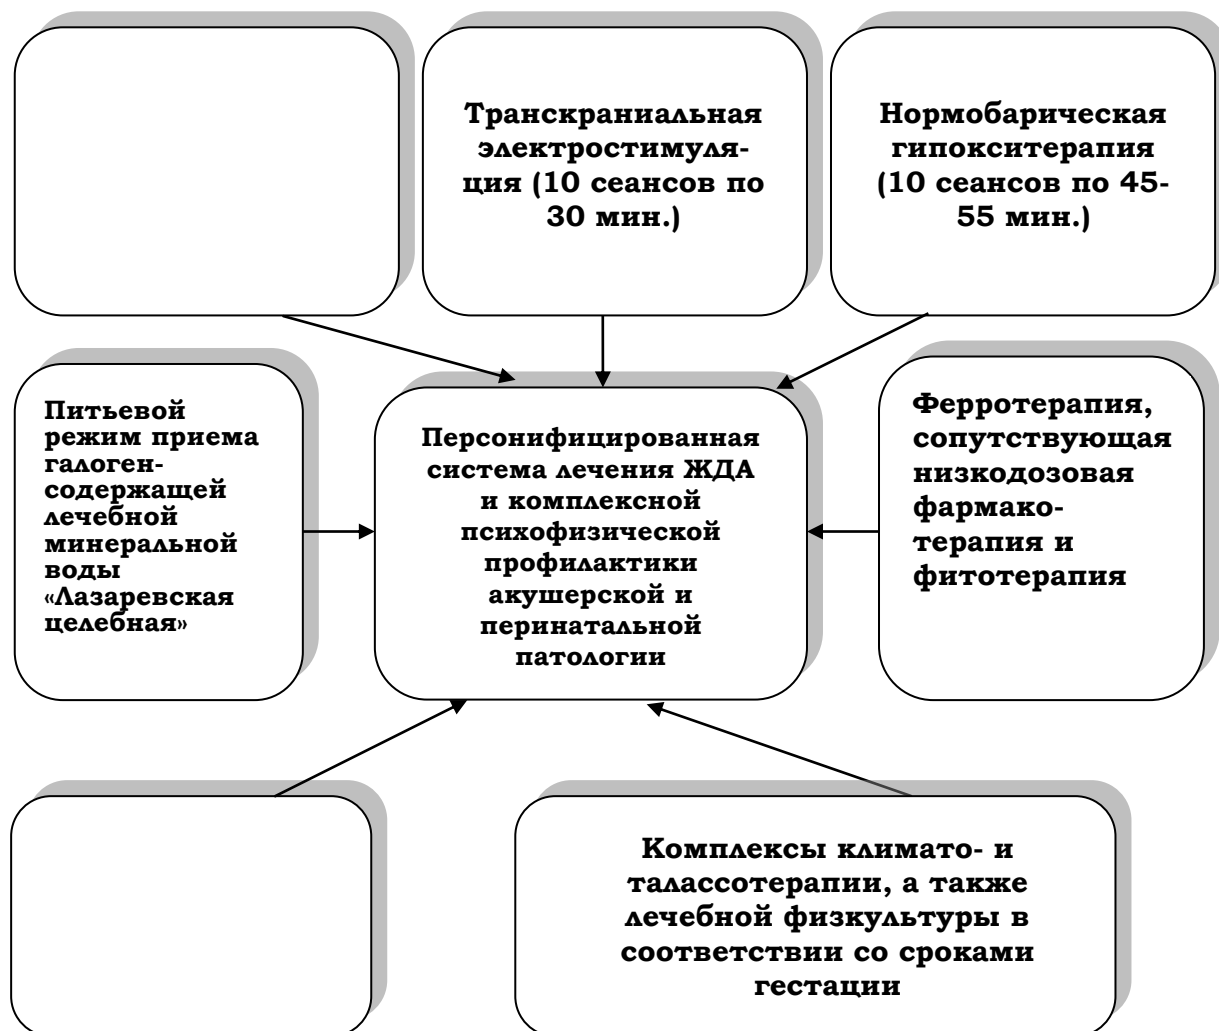 Транскраниальная
электростимуля-
ция (10 сеансов по
30 мин.)
Нормобарическая
гипокситерапия
(10 сеансов по 45-
55 мин.)
Питьевой
режим приема
галоген-
содержащей
лечебной
минеральной
воды
«Лазаревская
целебная»
Персонифицированная
система лечения ЖДА
и комплексной
психофизической
профилактики
акушерской и
перинатальной
патологии
Ферротерапия,
сопутствующая
низкодозовая
фармако-
терапия и
фитотерапия
Комплексы климато- и
талассотерапии, а также
лечебной физкультуры в
соответствии со сроками
гестации